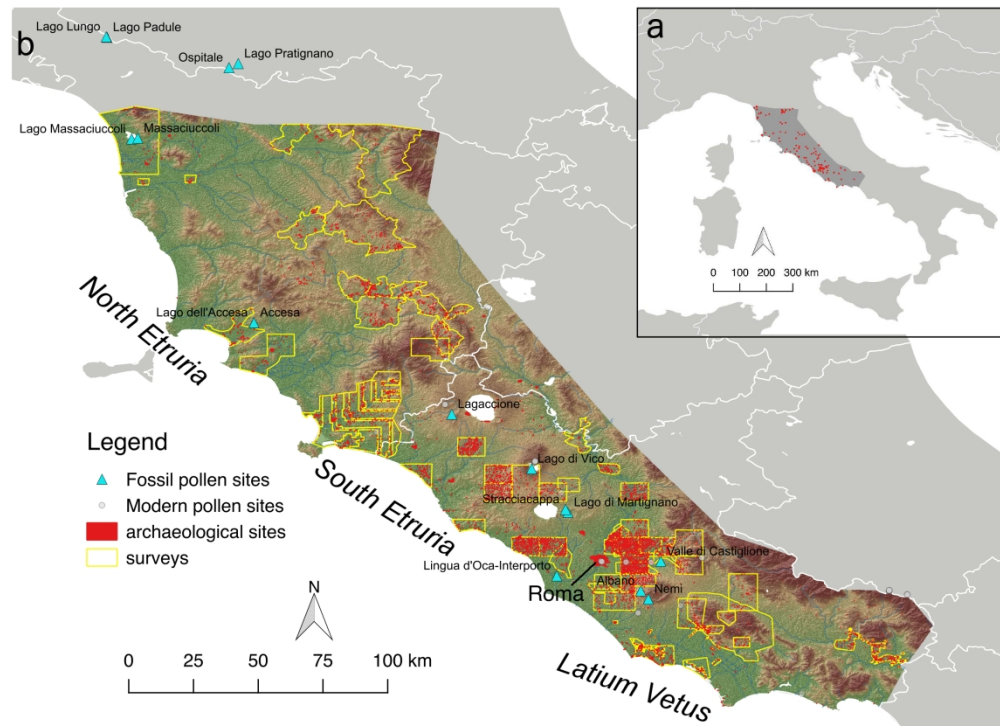 b
Lago Lungo Lago Padule
Ospitale Lago Pratignano
Lago Massaciuccoli Massaciuccoli
North Etruria
Lago dell'Accesa Accesa
Lagaccione
South Etruria
Lago di Vico
Stracciacappa Lago di Martignano
Lingua d'Oca-Interporto
Valle di Castiglione
Roma
Albano
Nemi
Latium Vetus
Legend
Fossil pollen sites
Modern pollen sites
archaeological sites
surveys
N
0 25 50 75 100 km
a
0 100 200 300 km